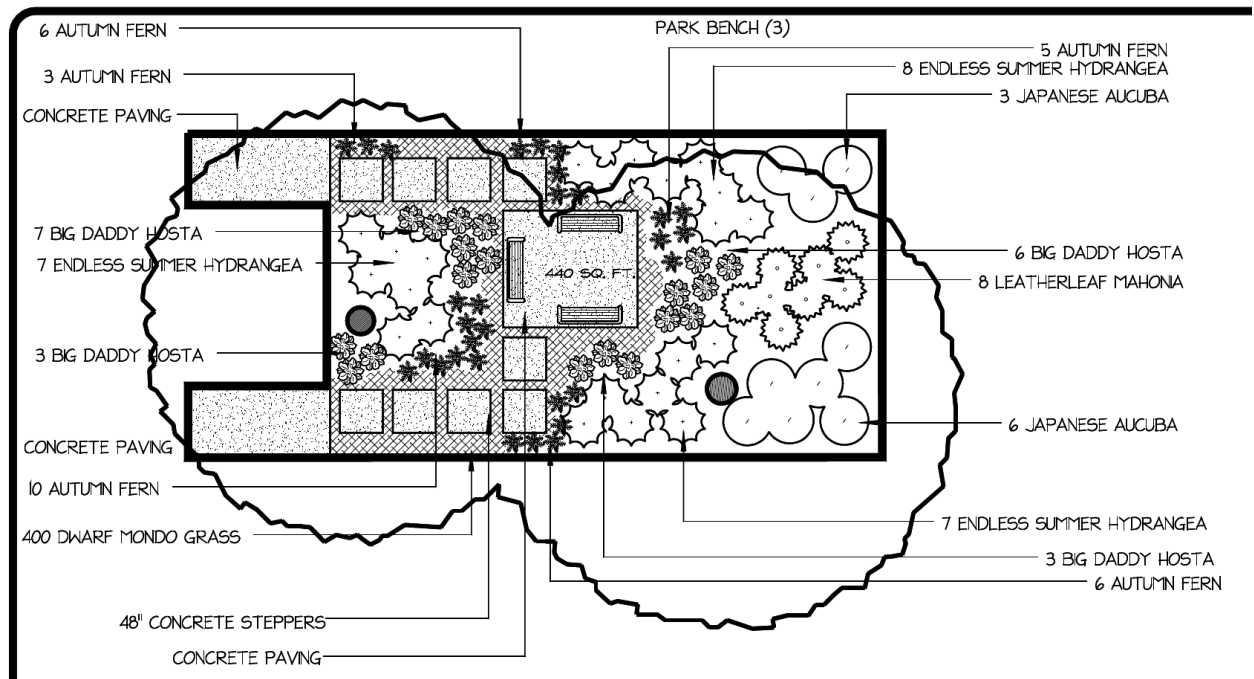 6 AUTUMN FERN
PARK BENCH (3)
5 AUTUMN FERN
8 ENDLESS SUMMER HYDRANGEA
3 AUTUMN FERN
3 JAPANESE AUCUBA
CONCRETE PAVING
7 BIG DADDY HOSTA
6 BIG DADDY HOSTA
7 ENDLESS SUMMER HYDRANGEA
440 SQ. FT.
8 LEATHERLEAF MAHONIA
3 BIG DADDY HOSTA
6 JAPANESE AUCUBA
CONCRETE PAVING
10 AUTUMN FERN
7 ENDLESS SUMMER HYDRANGEA
400 DWARF MONDO GRASS
3 BIG DADDY HOSTA
6 AUTUMN FERN
48" CONCRETE STEPPERS
CONCRETE PAVING